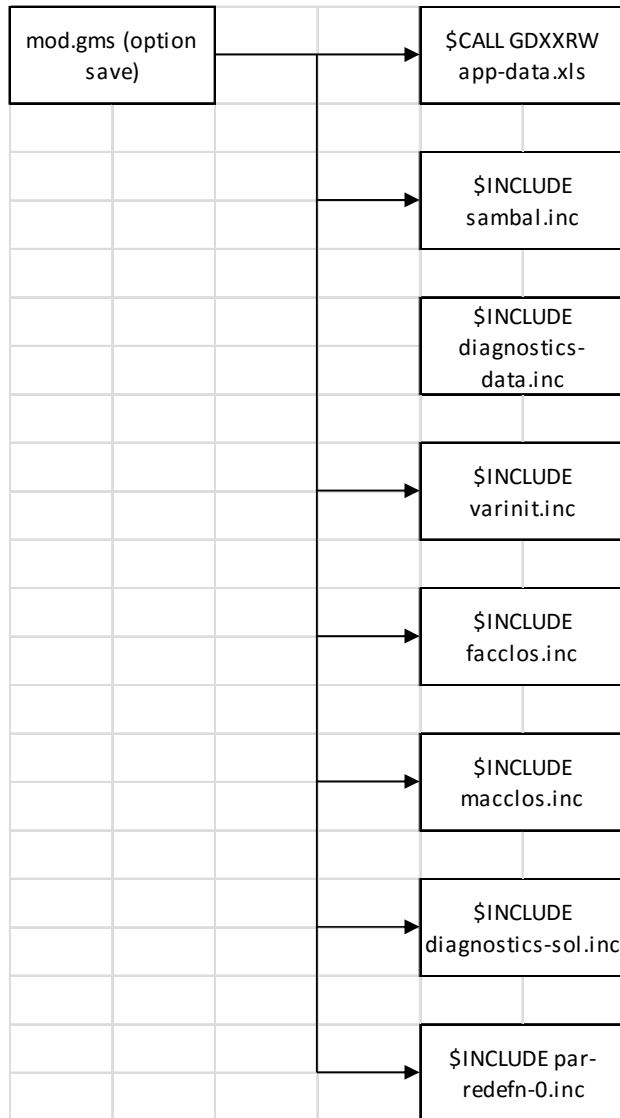 mod.gms (option
save)
$CALL GDXXRW
app-data.xls
$INCLUDE
sambal.inc
$INCLUDE
diagnostics-
data.inc
$INCLUDE
varinit.inc
$INCLUDE
facclos.inc
$INCLUDE
macclos.inc
$INCLUDE
diagnostics-sol.inc
$INCLUDE par-
redefn-0.inc